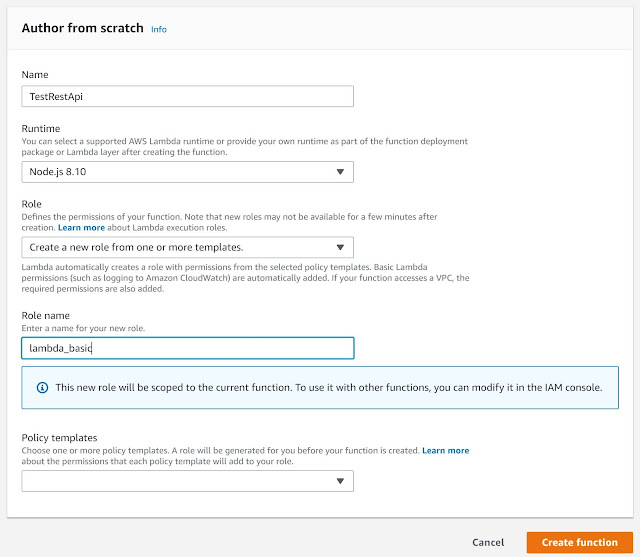 Author from scratch Info
Name
TestRestApi
Runtime
You can select a supported AWS Lambda runtime or provide your own runtime as part of the function deployment
package or Lambda layer after creating the function.
Node.js 8.10
Role
Defines the permissions of your function. Note that new roles may not be available for a few minutes after
creation. Learn more about Lambda execution roles.
Create a new role from one or more templates.
Lambda automatically creates a role with permissions from the selected policy templates. Basic Lambda
permissions (such as logging to Amazon CloudWatch) are automatically added. If your function accesses a VPC, the
required permissions are also added.
Role name
Enter a name for your new role.
lambda_basic
This new role will be scoped to the current function. To use it with other functions, you can modify it in the IAM console.
Policy templates
Choose one or more policy templates. A role will be generated for you before your function is created. Learn more
about the permissions that each policy template will add to your role.
Cancel Create function